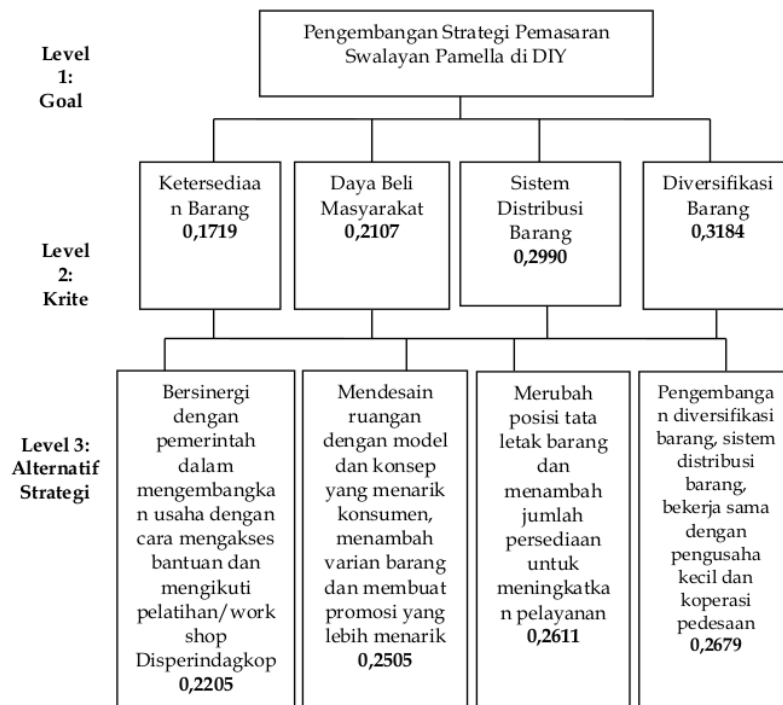 Level
1:
Goal
Pengembangan Strategi Pemasaran
Swalayan Pamella di DIY
Level
2:
Krite
Ketersediaa
n Barang
0,1719
Daya Beli
Masyarakat
0,2107
Sistem
Distribusi
Barang
0,2990
Diversifikasi
Barang
0,3184
Level 3:
Alternatif
Strategi
Bersinergi
dengan
pemerintah
dalam
mengembangka
n usaha dengan
cara mengakses
bantuan dan
mengikuti
pelatihan/work
shop
Disperindagkop
0,2205
Mendesain
ruangan
dengan model
dan konsep
yang menarik
konsumen,
menambah
varian barang
dan membuat
promosi yang
lebih menarik
0,2505
Merubah
posisi tata
letak barang
dan
menambah
jumlah
persediaan
untuk
meningkatka
n pelayanan
0,2611
Pengembanga
n diversifikasi
barang, sistem
distribusi
barang,
bekerja sama
dengan
pengusaha
kecil dan
koperasi
pedesaan
0,2679